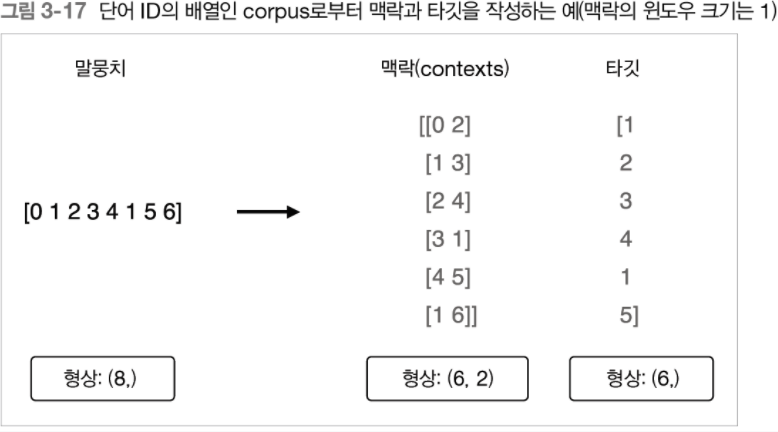 그림 3-17 단어 ID의 배열인 corpus로부터 맥락과 타깃을 작성하는 예(맥락의 윈도우 크기는 1)
말뭉치 맥락(contexts) 타깃
[[0 2] [1
[1 3] 2
[2 4] 3
[0 1 2 3 4 1 5 6]
[3 1] 4
[4 5] 1
[1 6]] 5]
형상: (8,) 형상: (6, 2) 형상: (6,)